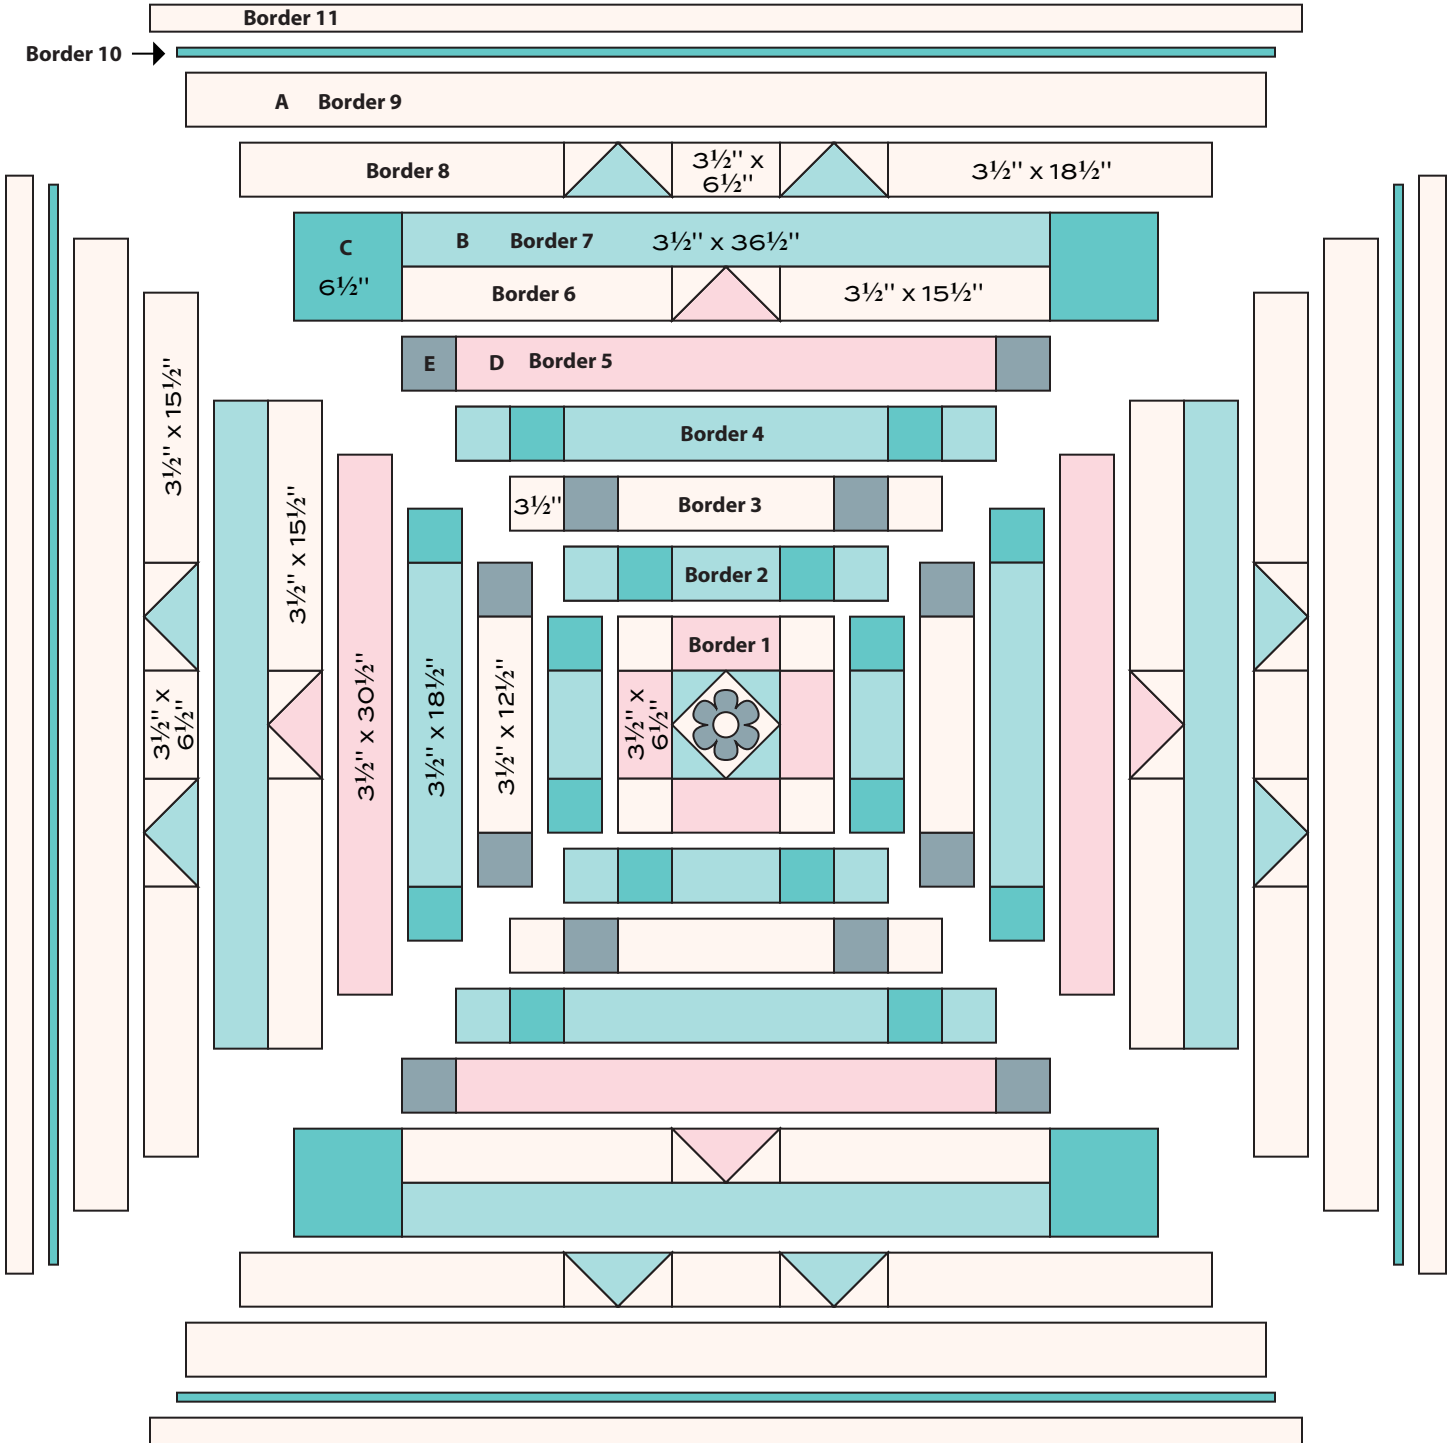 Border 11
Border 10
A Border 9
Border 8
3½" x
6½"
3½" x 18½"
C
6½"
B Border 7 3½" x 36½"
Border 6
3½" x 15½"
E
D Border 5
Border 4
3½"
Border 3
Border 2
Border 1
3½" x 15½"
3½" x
6½"
3½" x 15½"
3½" x 30½"
3½" x 18½"
3½" x 12½"
3½" x
6½"